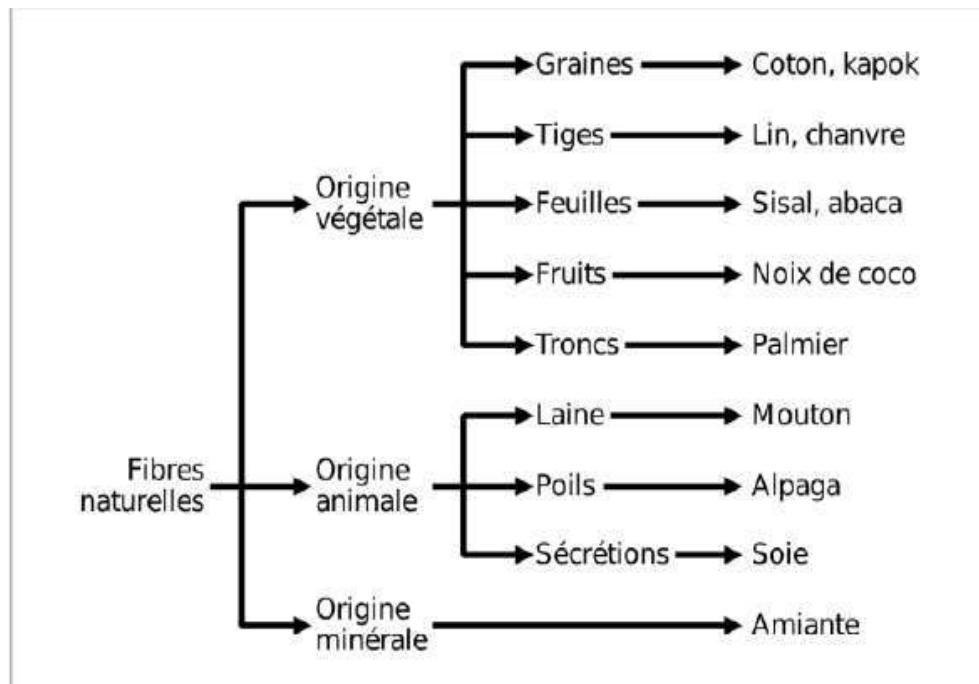 Graines
Coton, kapok
Tiges
Lin, chanvre
Origine
végétale
Feuilles
Sisal, abaca
Fruits
Noix de coco
Troncs
Palmier
Laine
Mouton
Fibres
naturelles
Origine
animale
Poils
Alpaga
Sécrétions
Soie
Origine
minérale
Amiante